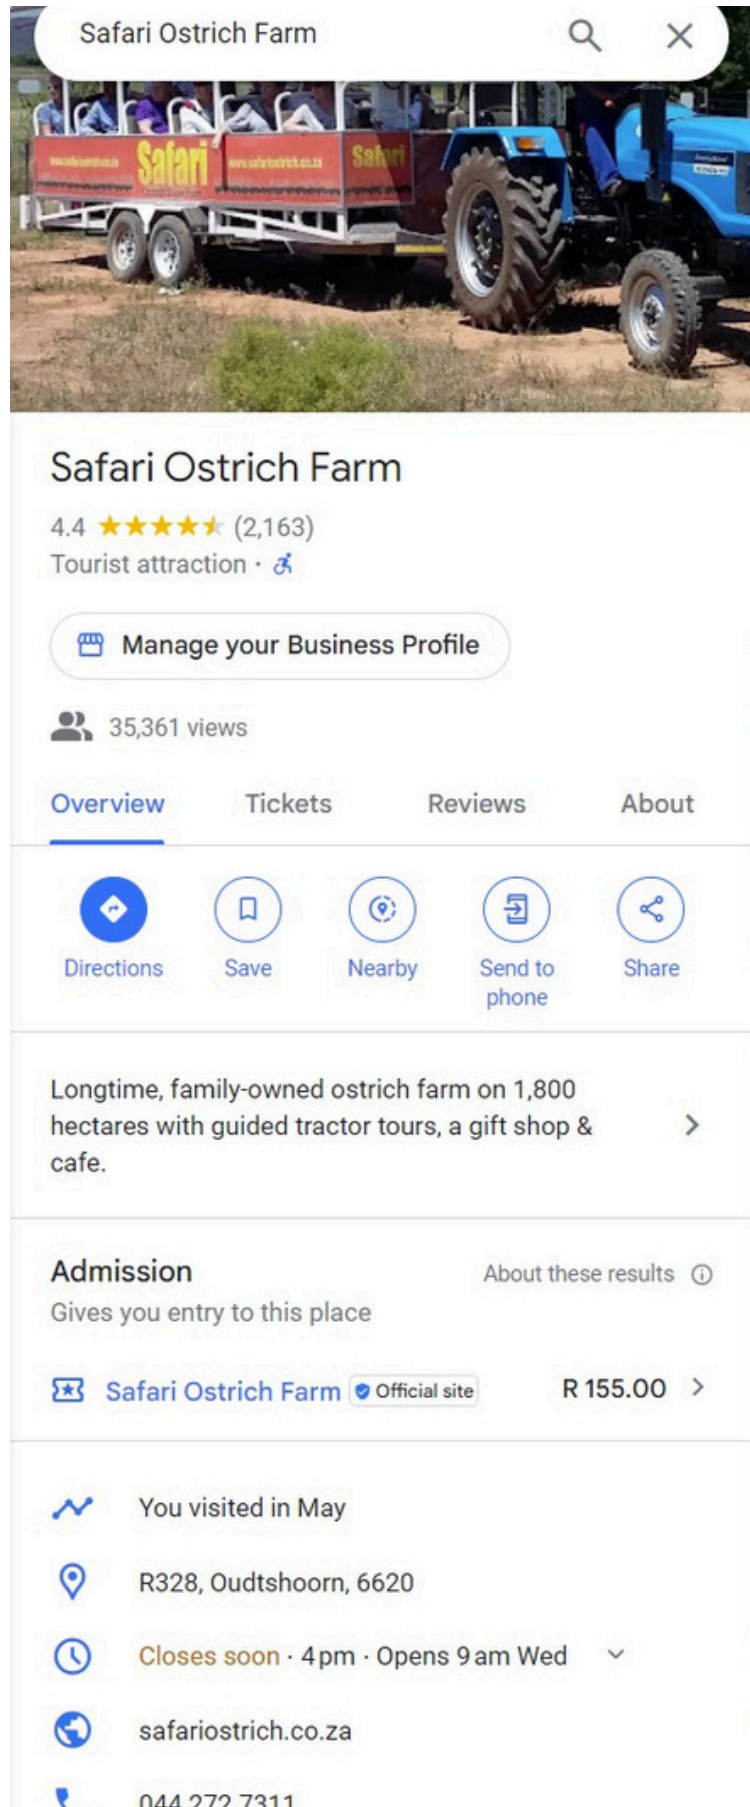 Safari Ostrich Farm
Safari
www.safariostrich.co.za
Safari
Safari Ostrich Farm
4.4 (2,163)
Tourist attraction ·
Manage your Business Profile
35,361 views
Overview Tickets Reviews About
Directions Save Nearby Send to phone Share
Longtime, family-owned ostrich farm on 1,800
hectares with guided tractor tours, a gift shop &
cafe.
Admission About these results
Gives you entry to this place
Safari Ostrich Farm Official site R 155.00
You visited in May
R328, Oudtshoorn, 6620
Closes soon · 4 pm · Opens 9 am Wed
safariostrich.co.za
044 272 7311